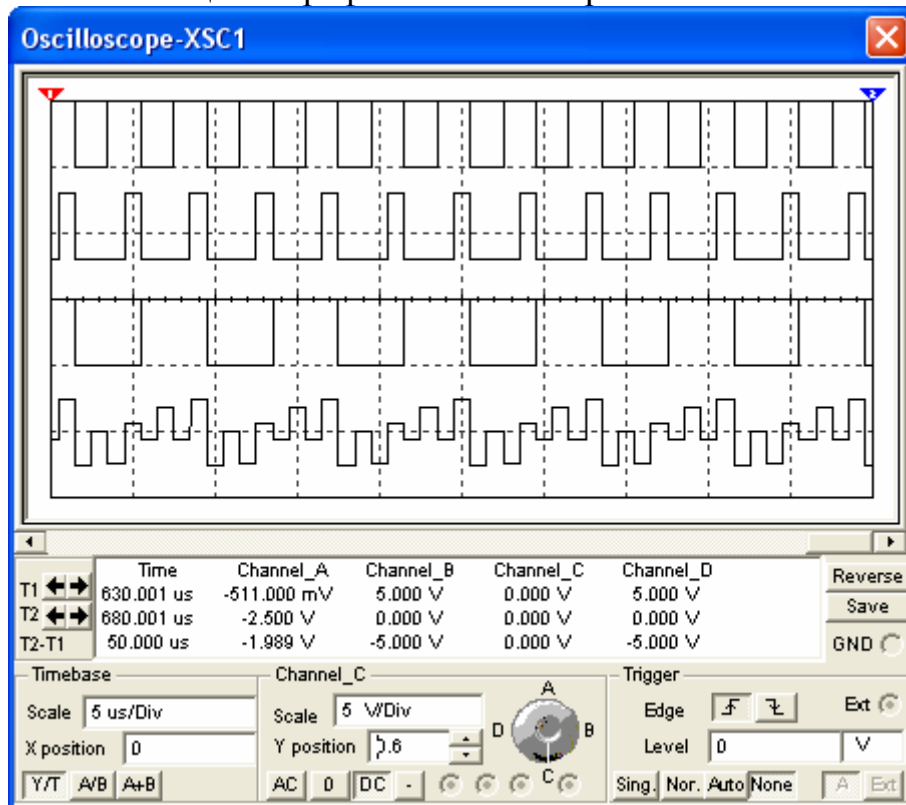 Oscilloscope-XSC1
1 2
Time Channel_A Channel_B Channel_C Channel_D
T1 630.001 us -511.000 mV 5.000 V 0.000 V 5.000 V
T2 680.001 us -2.500 V 0.000 V 0.000 V 0.000 V
T2-T1 50.000 us -1.989 V -5.000 V 0.000 V -5.000 V
Reverse
Save
GND
Timebase
Scale 5 us/Div
X position 0
Y/T A/B A+B
Channel_C
Scale 5 V/Div
Y position
AC 0 DC -
A
B
C
D
Trigger
Edge Ext
Level 0 V
Sing. Nor. Auto None A Ext